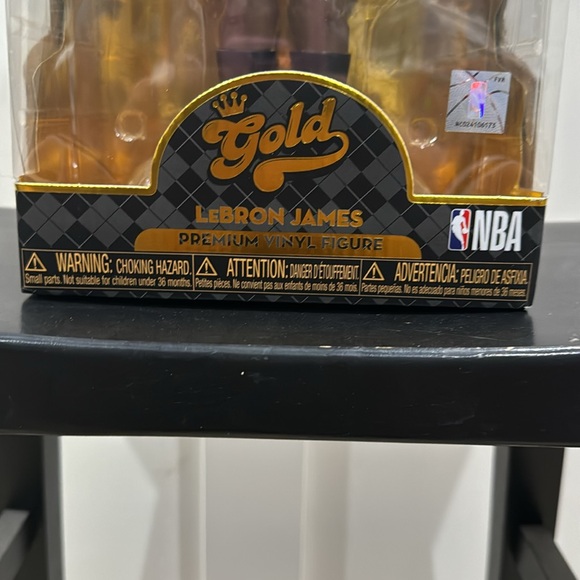 Gold
LeBRON JAMES
PREMIUM VINYL FIGURE
NBA
WARNING: CHOKING HAZARD.
Small parts. Not suitable for children under 36 months.
ATTENTION: DANGER D'ÉTOUFFEMENT.
Petites pièces. Ne convient pas aux enfants de moins de 36 mois.
ADVERTENCIA: PELIGRO DE ASFIXIA.
Partes pequeñas. No es adecuado para niños menores de 36 meses.